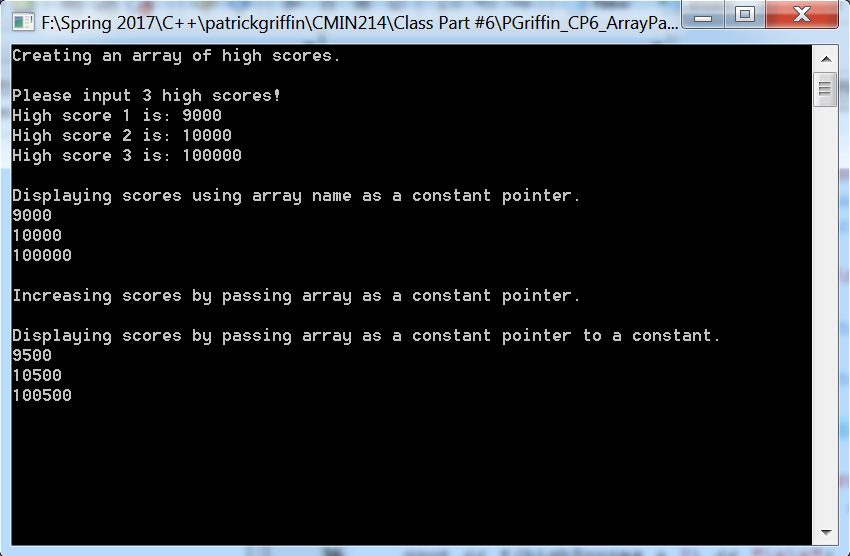 F:\Spring 2017\C++\patrickgriffin\CMIN214\Class Part #6\PGriffin_CP6_ArrayPa...
Creating an array of high scores.
Please input 3 high scores!
High score 1 is: 9000
High score 2 is: 10000
High score 3 is: 100000
Displaying scores using array name as a constant pointer.
9000
10000
100000
Increasing scores by passing array as a constant pointer.
Displaying scores by passing array as a constant pointer to a constant.
9500
10500
100500